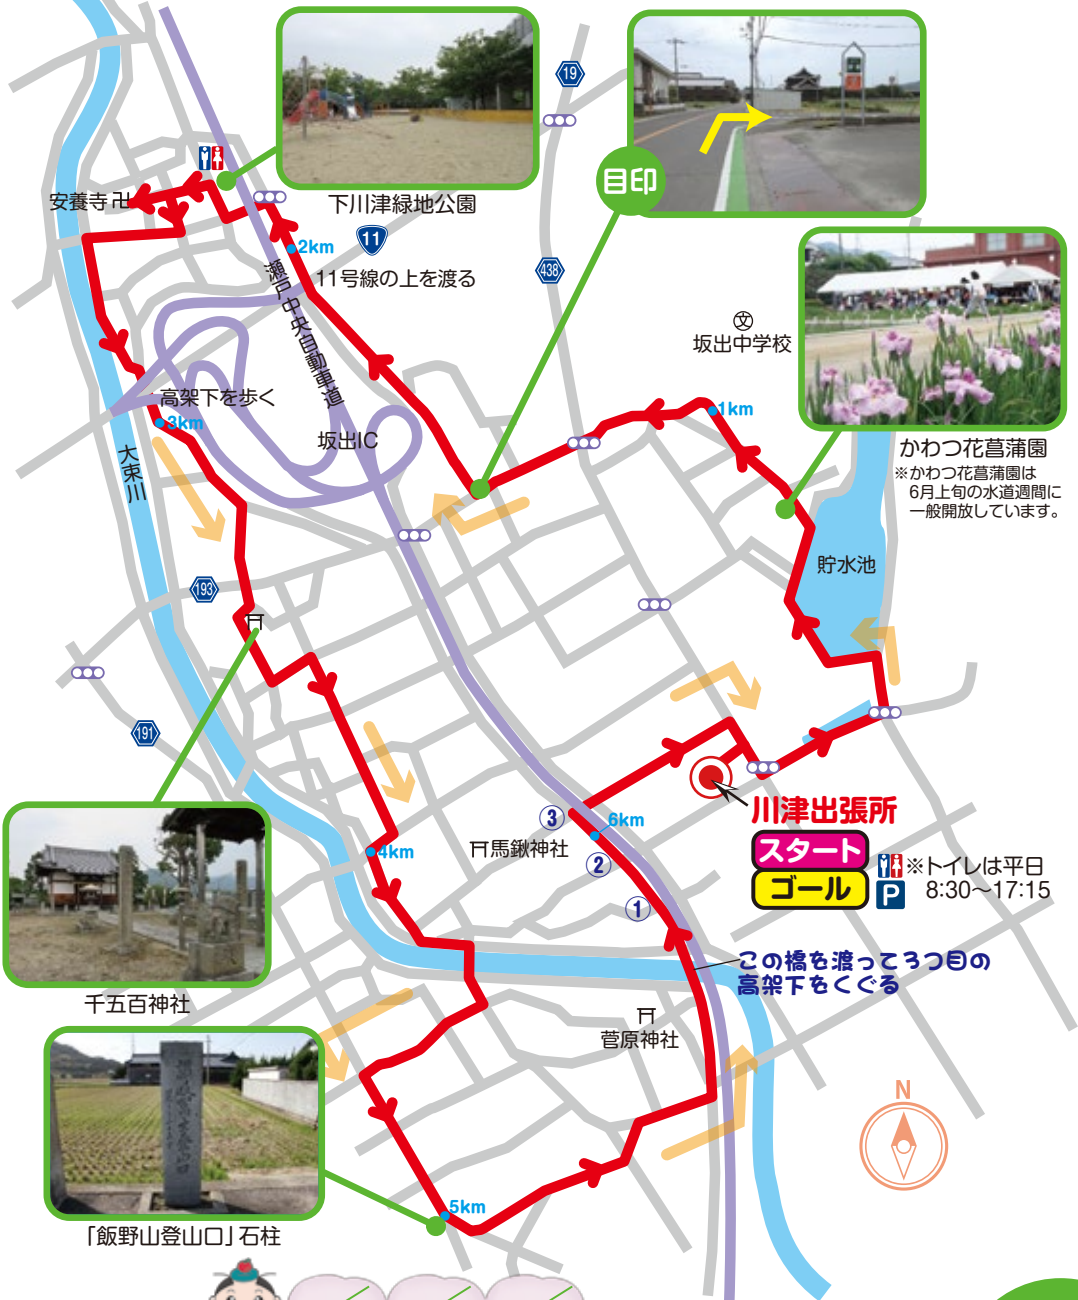 19
目印
安養寺
下川津緑地公園
11
2km
11号線の上を渡る
438
瀬戸中央自動車道
坂出中学校
文
1km
高架下を歩く
3km
坂出IC
大束川
かわつ花菖蒲園
※かわつ花菖蒲園は
6月上旬の水道週間に
一般開放しています。
貯水池
193
191
川津出張所
スタート
ゴール
※トイレは平日
8:30～17:15
P
③
6km
馬鍬神社
②
①
4km
この橋を渡って3つ目の
高架下をくぐる
千五百神社
菅原神社
N
5km
「飯野山登山口」石柱